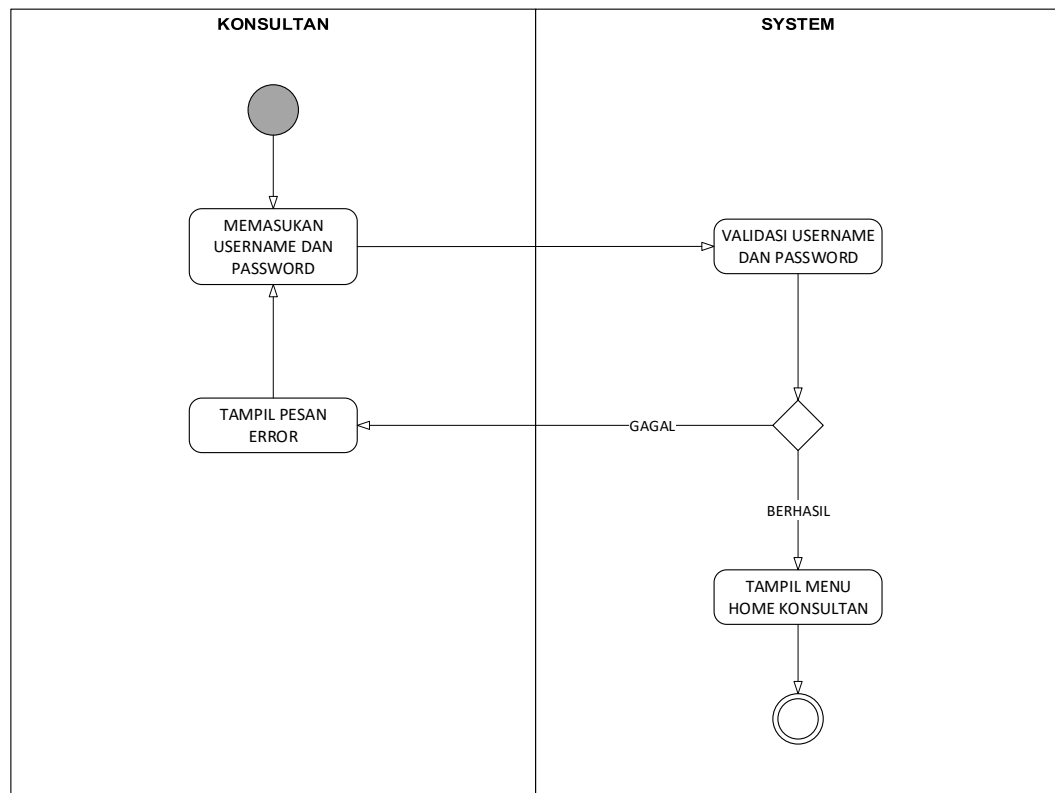 KONSULTAN
SYSTEM
MEMASUKAN
USERNAME DAN
PASSWORD
VALIDASI USERNAME
DAN PASSWORD
TAMPIL PESAN
ERROR
GAGAL
BERHASIL
TAMPIL MENU
HOME KONSULTAN